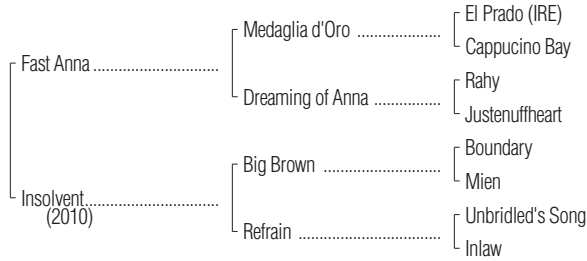 El Prado (IRE)
Medaglia d'Oro ..................
Cappucino Bay
Fast Anna ...........................
Rahy
Dreaming of Anna ..............
Justenuffheart
Boundary
Big Brown .........................
Mien
Insolvent.............................
(2010)
Unbridled's Song
Refrain ..............................
Inlaw